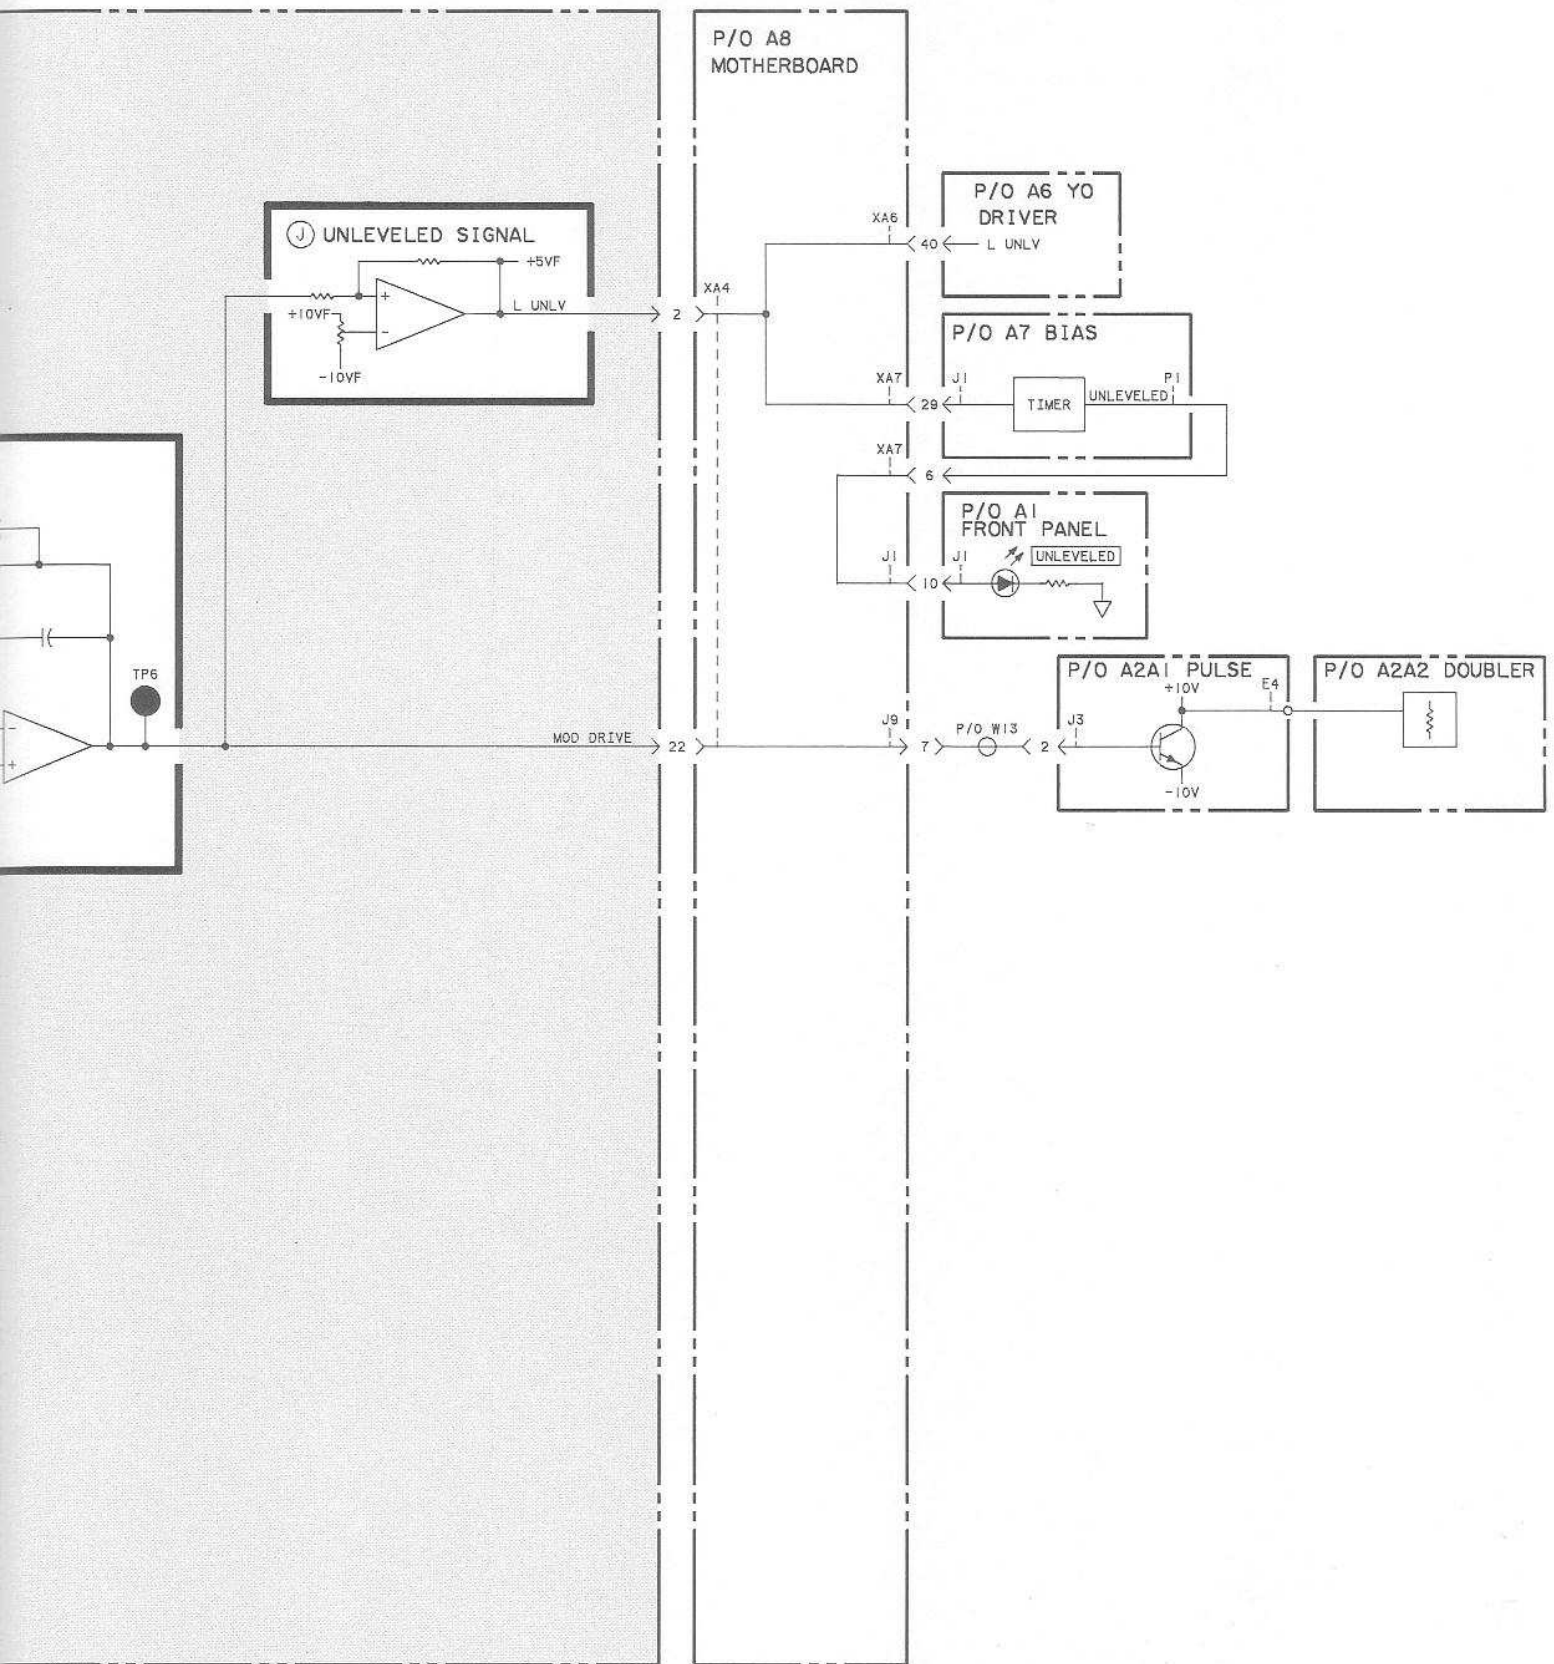 P/O A8
MOTHERBOARD
P/O A6 YO
DRIVER
XA6
40
L UNLV
J UNLEVELED SIGNAL
+5VF
+
+10VF
-
-10VF
L UNLV
2
XA4
P/O A7 BIAS
XA7
29
J1
TIMER
UNLEVELED
P1
XA7
6
P/O A1
FRONT PANEL
UNLEVELED
J1
10
J1
TP6
-
+
MOD DRIVE
22
J9
7
P/O W13
2
P/O A2A1 PULSE
+10V
E4
J3
-10V
P/O A2A2 DOUBLER